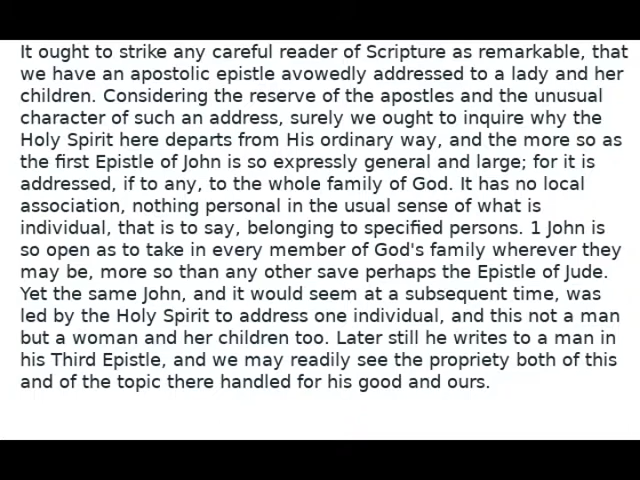 It ought to strike any careful reader of Scripture as remarkable, that
we have an apostolic epistle avowedly addressed to a lady and her
children. Considering the reserve of the apostles and the unusual
character of such an address, surely we ought to inquire why the
Holy Spirit here departs from His ordinary way, and the more so as
the first Epistle of John is so expressly general and large; for it is
addressed, if to any, to the whole family of God. It has no local
association, nothing personal in the usual sense of what is
individual, that is to say, belonging to specified persons. 1 John is
so open as to take in every member of God's family wherever they
may be, more so than any other save perhaps the Epistle of Jude.
Yet the same John, and it would seem at a subsequent time, was
led by the Holy Spirit to address one individual, and this not a man
but a woman and her children too. Later still he writes to a man in
his Third Epistle, and we may readily see the propriety both of this
and of the topic there handled for his good and ours.